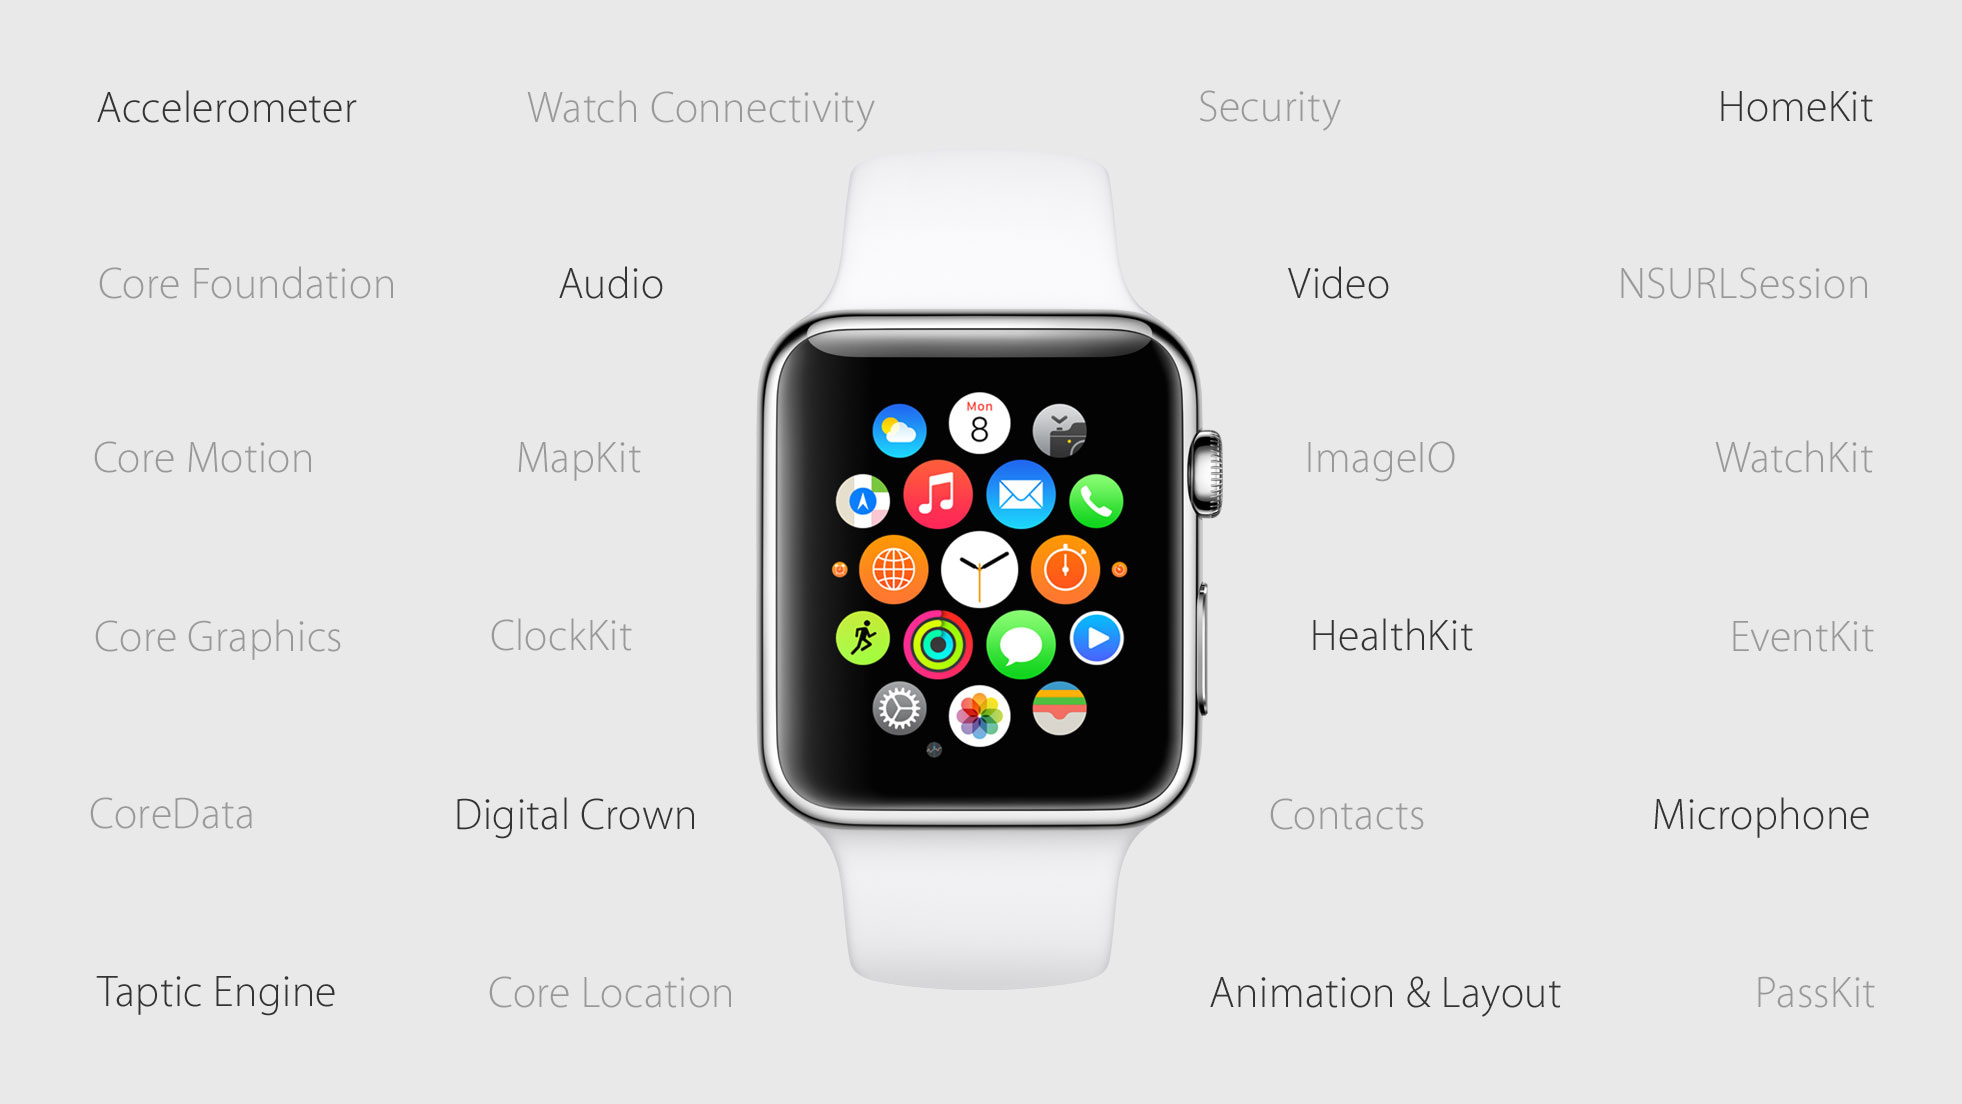 Accelerometer
Watch Connectivity
Security
HomeKit
Core Foundation
Audio
Video
NSURLSession
Core Motion
MapKit
Mon
8
ImageIO
WatchKit
Core Graphics
ClockKit
HealthKit
EventKit
CoreData
Digital Crown
Contacts
Microphone
Taptic Engine
Core Location
Animation & Layout
PassKit